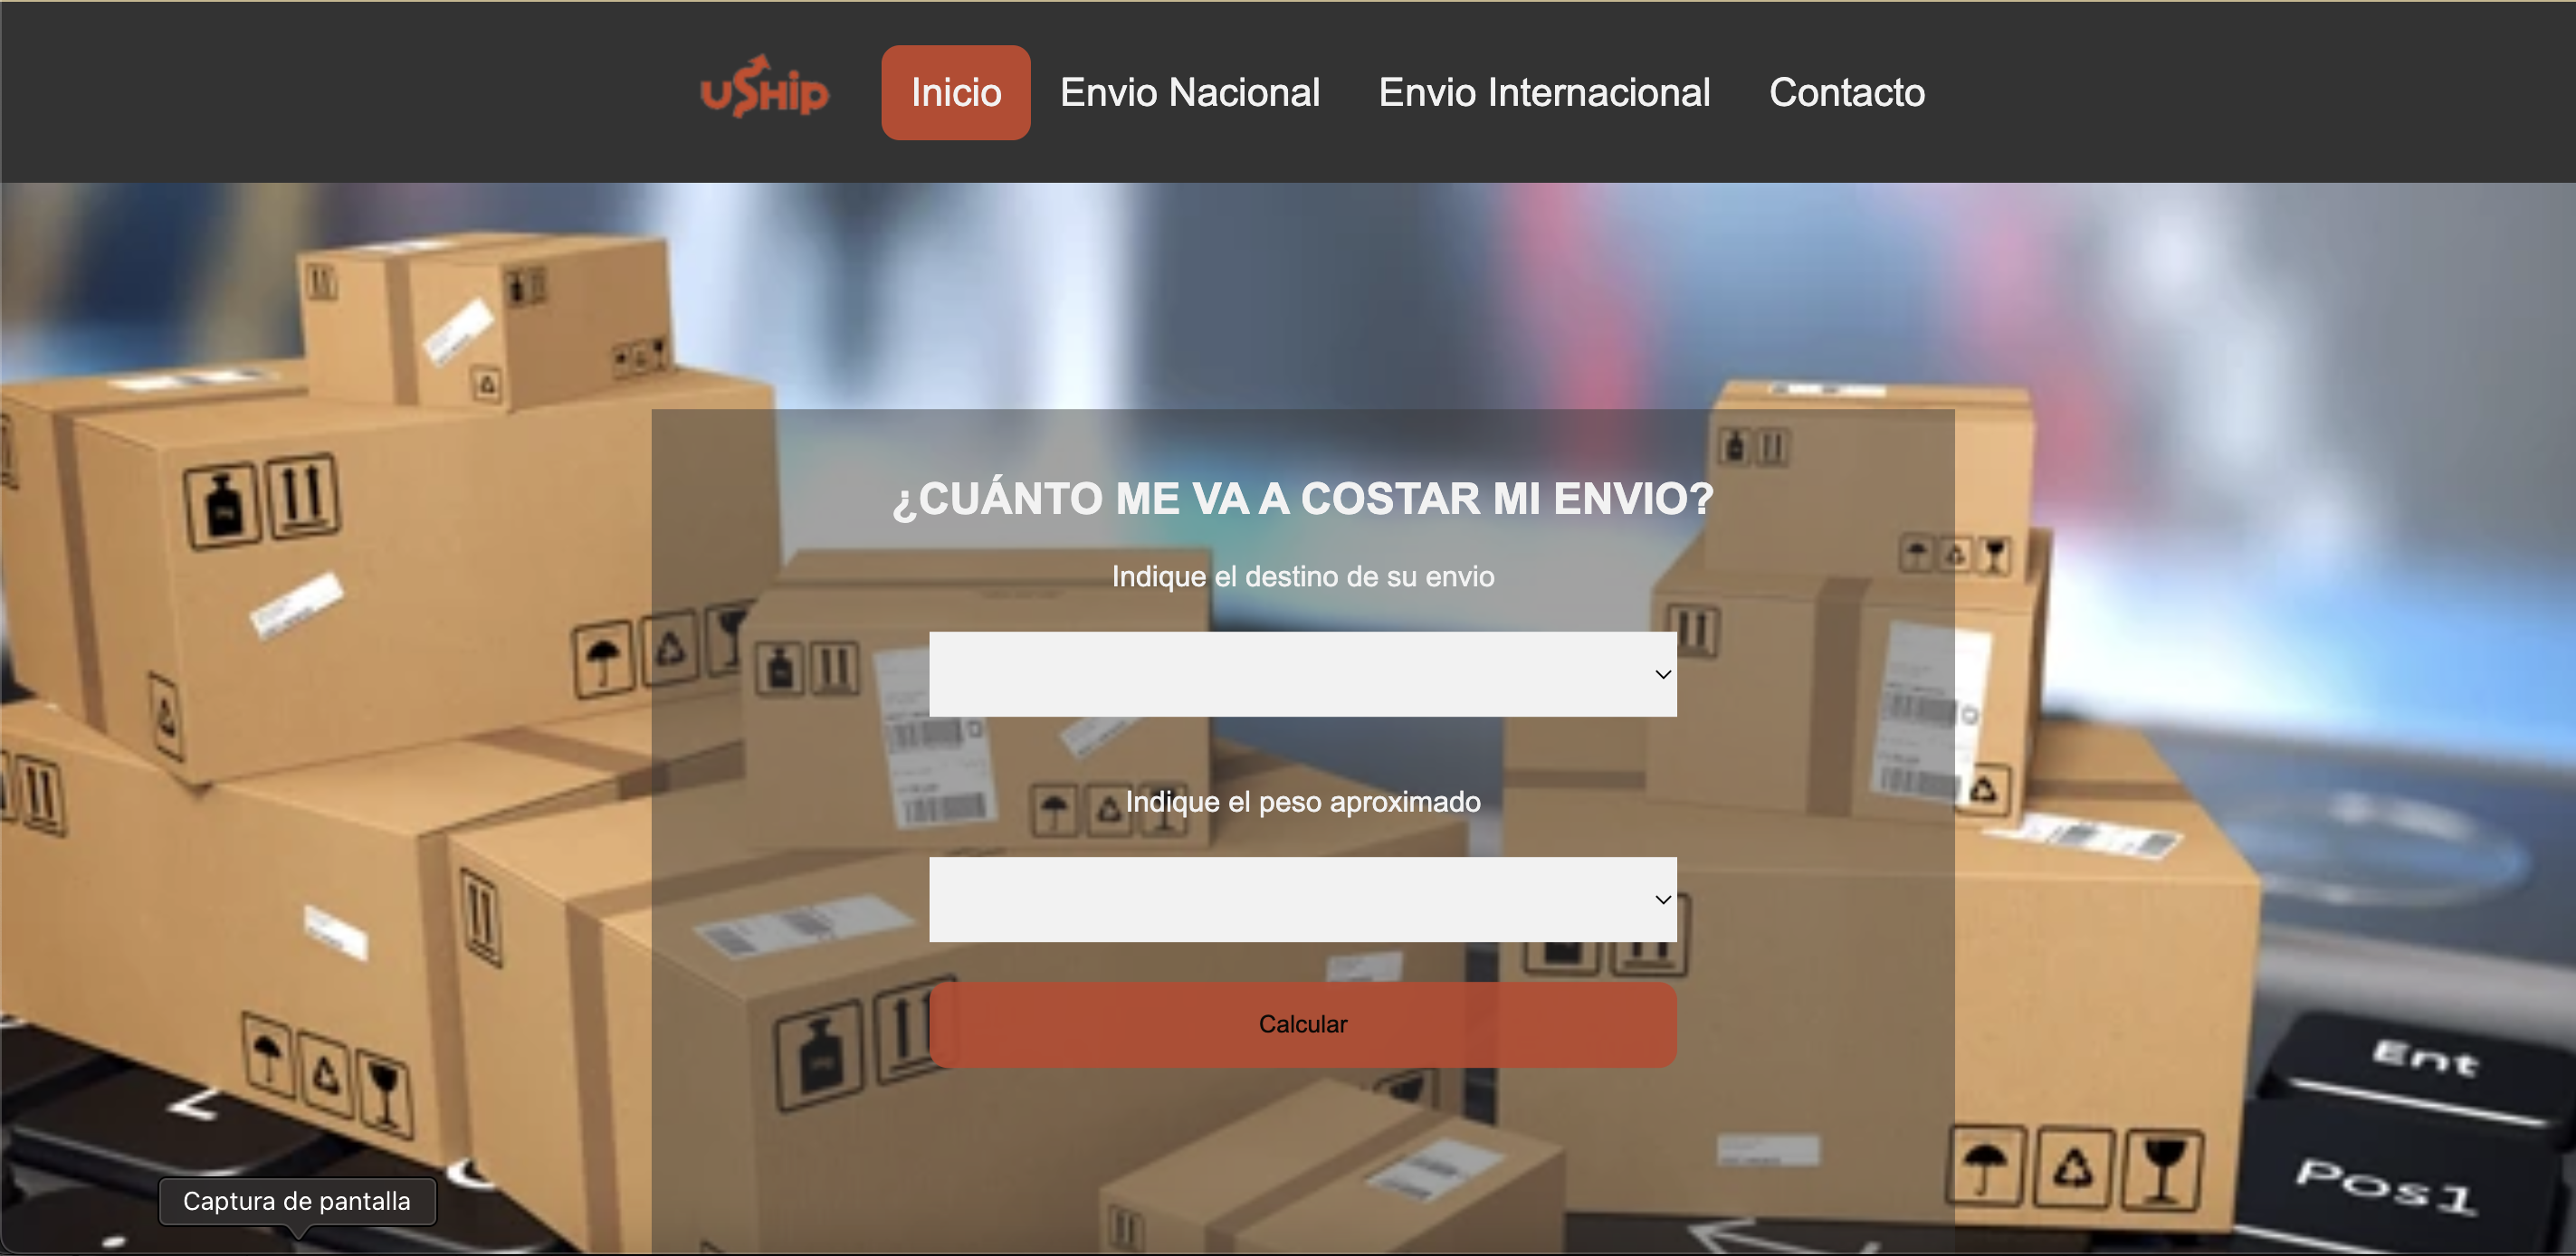 uSHip
Inicio
Envio Nacional
Envio Internacional
Contacto
¿CUÁNTO ME VA A COSTAR MI ENVIO?
Indique el destino de su envio
Indique el peso aproximado
Calcular
Ent
Pos1
Captura de pantalla